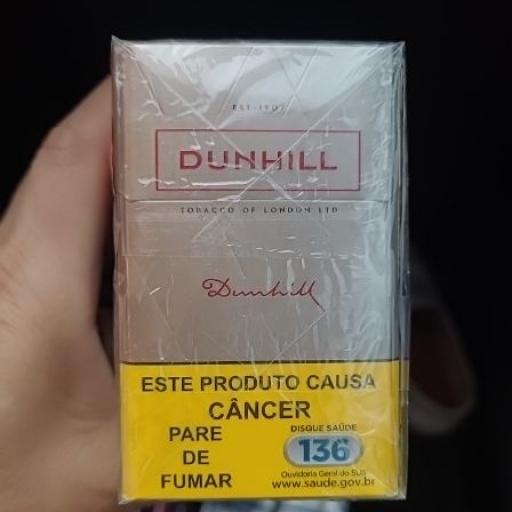 EST·1907
DUNHILL
TOBACCO OF LONDON LTD
Dunhill
ESTE PRODUTO CAUSA
CÂNCER
PARE
DE
FUMAR
DISQUE SAÚDE
136
Ouvidoria Geral do SUS
www.saude.gov.br